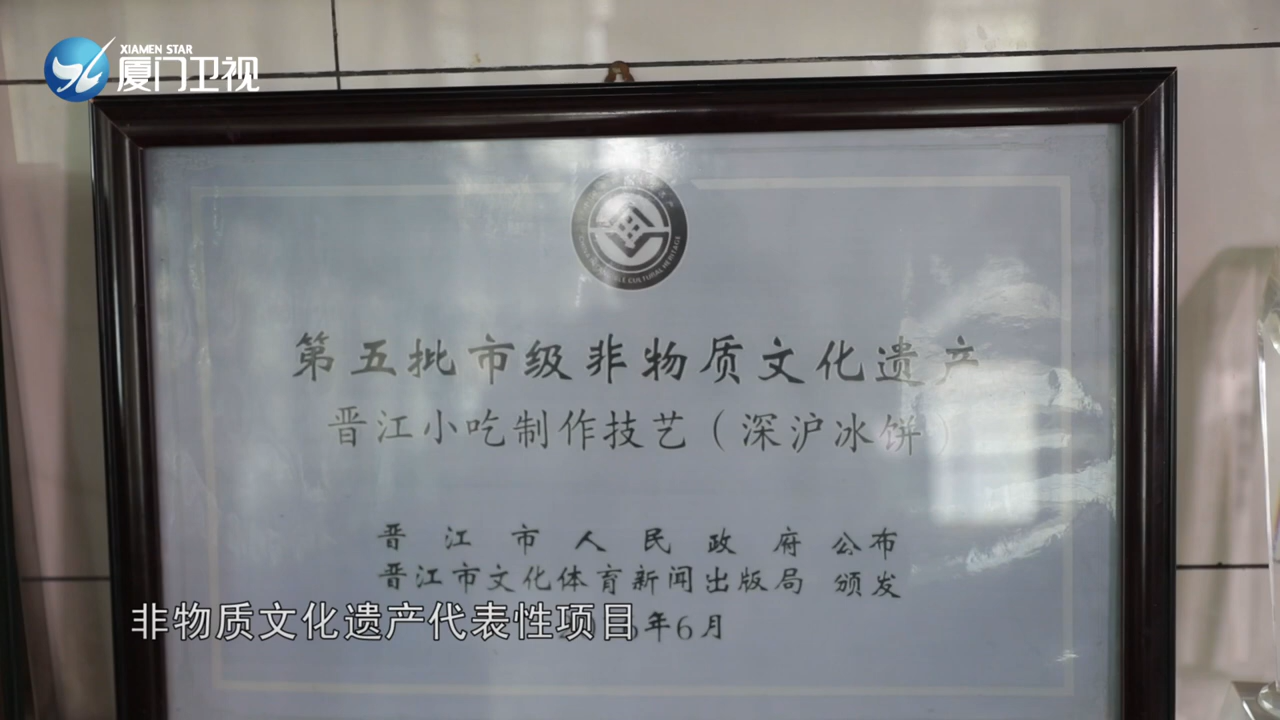 XIAMEN STAR
厦门卫视
第五批市级非物质文化遗产
晋江小吃制作技艺（深沪冰饼）
晋江市人民政府 公布
晋江市文化体育新闻出版局 颁发
年6月
非物质文化遗产代表性项目